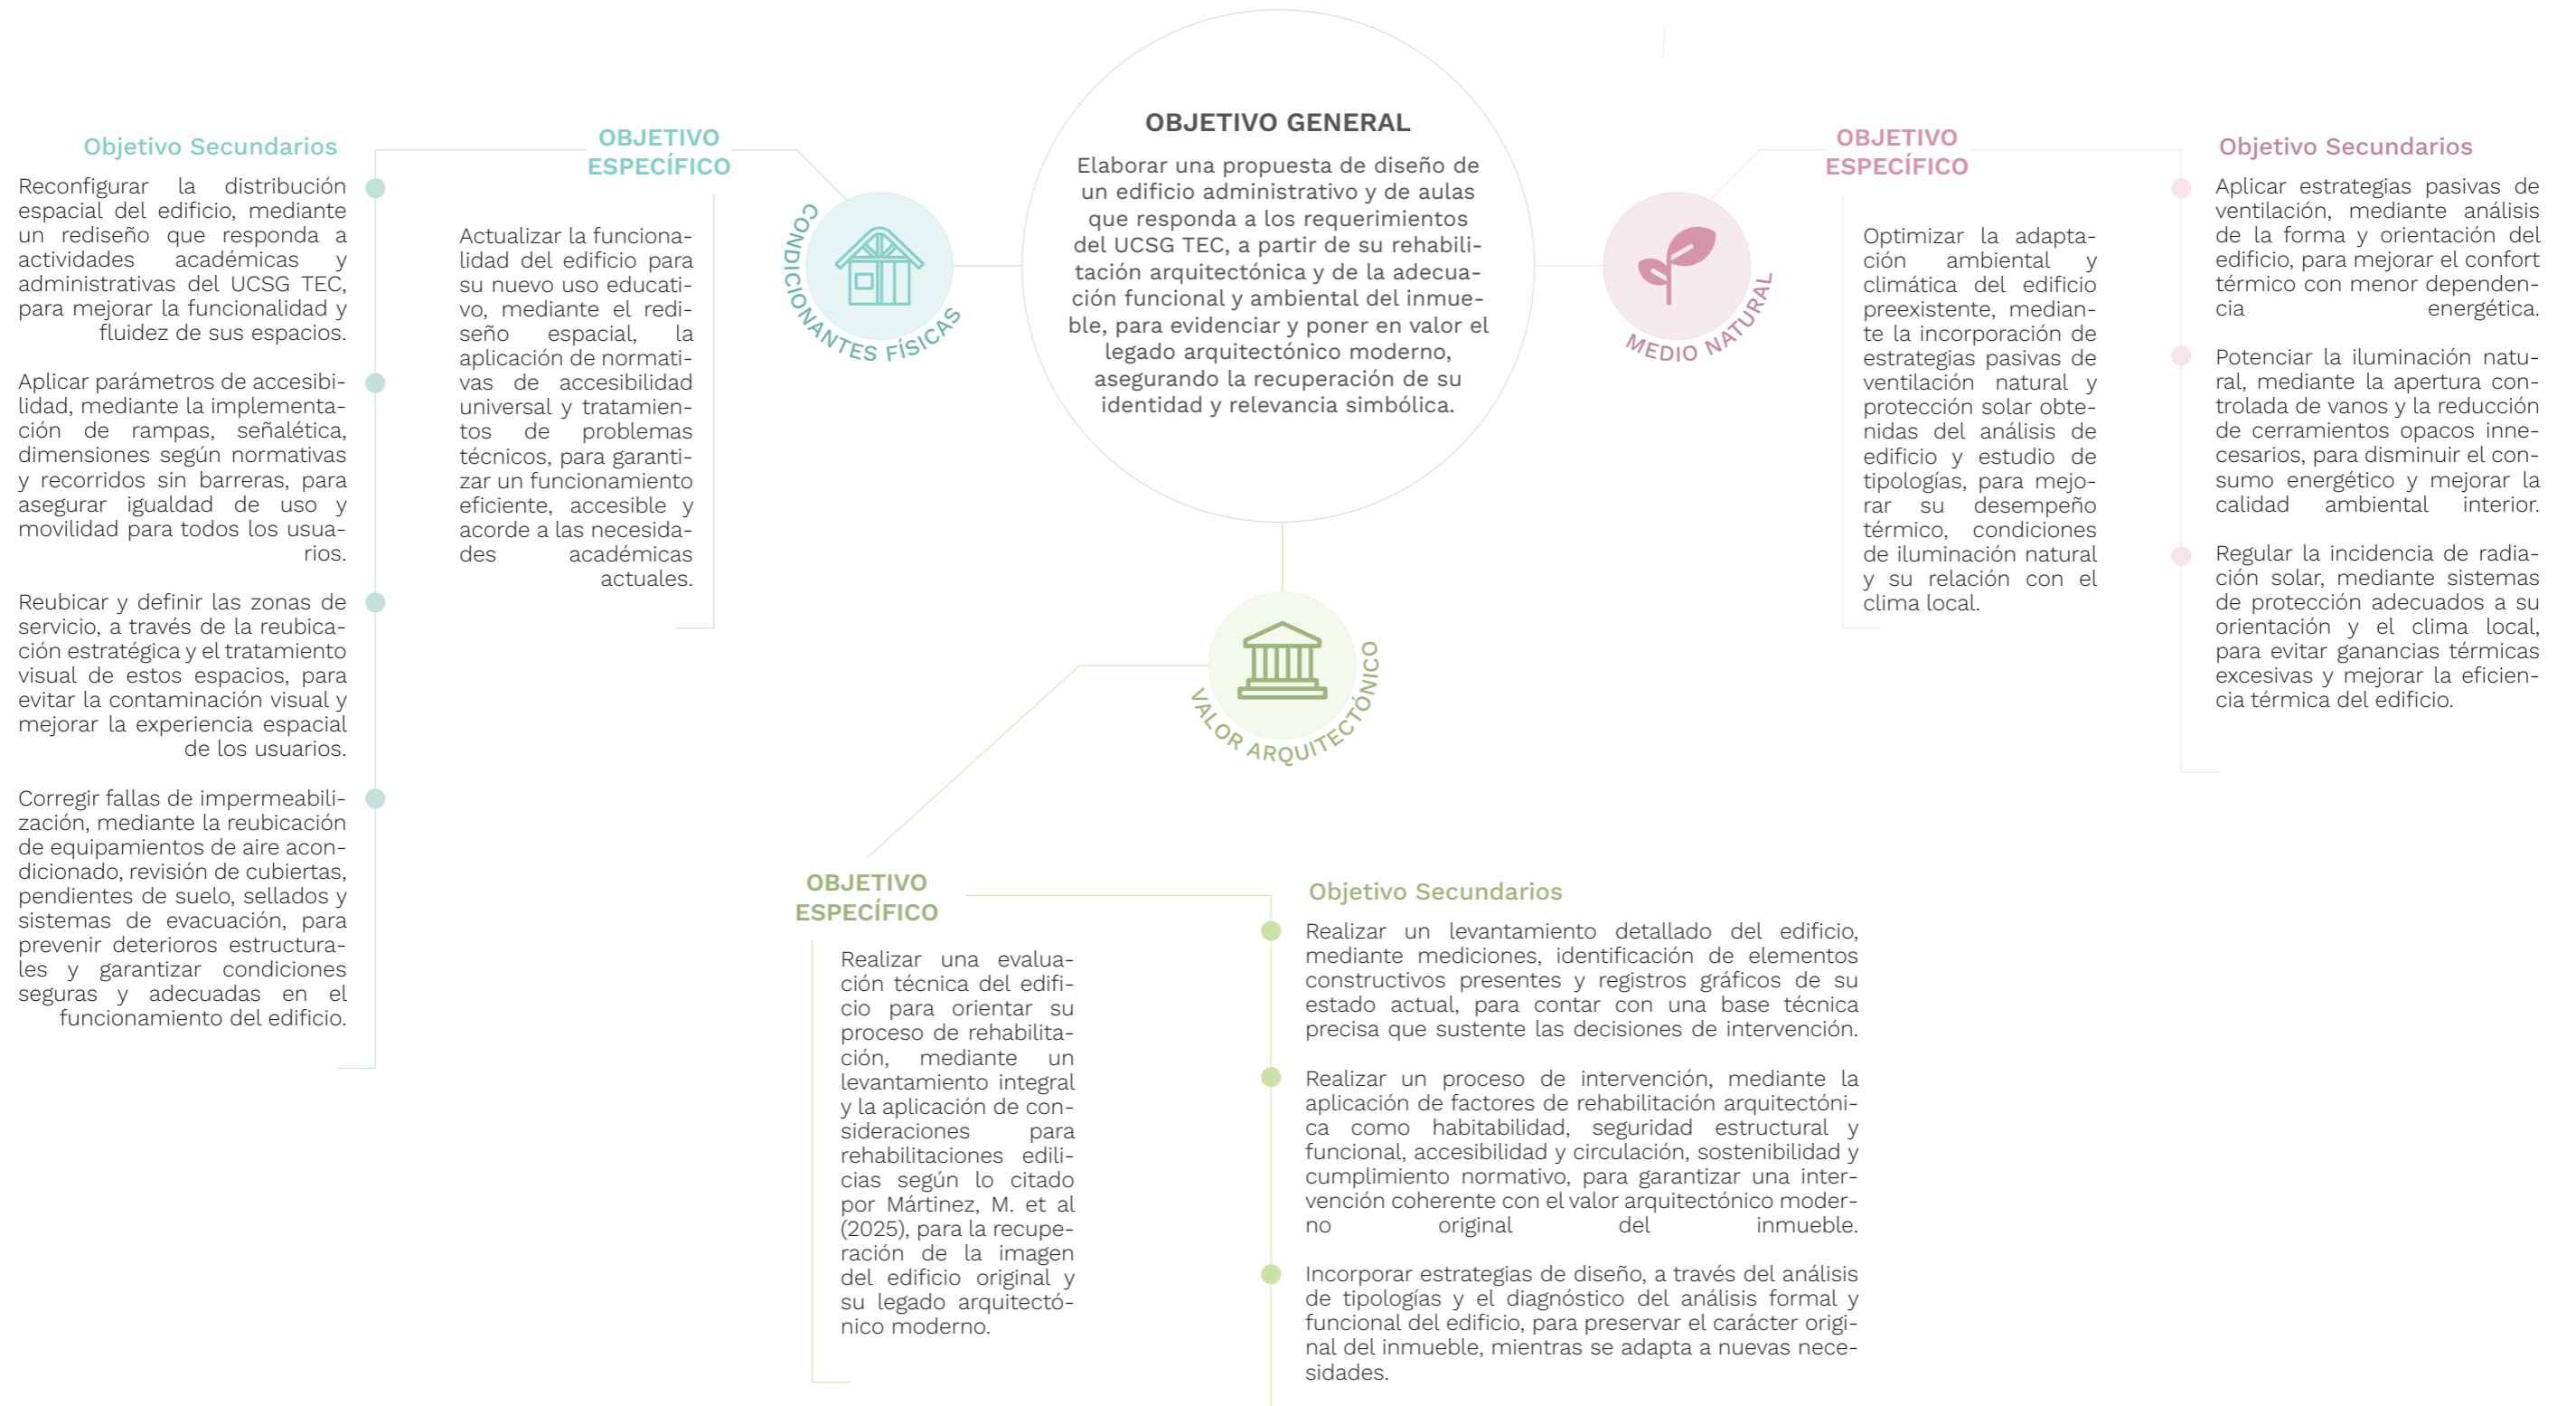 OBJETIVO GENERAL
Elaborar una propuesta de diseño de
un edificio administrativo y de aulas
que responda a los requerimientos
del UCSG TEC, a partir de su rehabili-
tación arquitectónica y de la adecua-
ción funcional y ambiental del inmue-
ble, para evidenciar y poner en valor el
legado arquitectónico moderno,
asegurando la recuperación de su
identidad y relevancia simbólica.
CONDICIONANTES FÍSICAS
OBJETIVO
ESPECÍFICO
Actualizar la funciona-
lidad del edificio para
su nuevo uso educati-
vo, mediante el redi-
seño espacial, la
aplicación de normati-
vas de accesibilidad
universal y tratamien-
tos de problemas
técnicos, para garanti-
zar un funcionamiento
eficiente, accesible y
acorde a las necesida-
des académicas
actuales.
Objetivo Secundarios
Reconfigurar la distribución
espacial del edificio, mediante
un rediseño que responda a
actividades académicas y
administrativas del UCSG TEC,
para mejorar la funcionalidad y
fluidez de sus espacios.
Aplicar parámetros de accesibi-
lidad, mediante la implementa-
ción de rampas, señalética,
dimensiones según normativas
y recorridos sin barreras, para
asegurar igualdad de uso y
movilidad para todos los usua-
rios.
Reubicar y definir las zonas de
servicio, a través de la reubica-
ción estratégica y el tratamiento
visual de estos espacios, para
evitar la contaminación visual y
mejorar la experiencia espacial
de los usuarios.
Corregir fallas de impermeabili-
zación, mediante la reubicación
de equipamientos de aire acon-
dicionado, revisión de cubiertas,
pendientes de suelo, sellados y
sistemas de evacuación, para
prevenir deterioros estructura-
les y garantizar condiciones
seguras y adecuadas en el
funcionamiento del edificio.
MEDIO NATURAL
OBJETIVO
ESPECÍFICO
Optimizar la adapta-
ción ambiental y
climática del edificio
preexistente, median-
te la incorporación de
estrategias pasivas de
ventilación natural y
protección solar obte-
nidas del análisis de
edificio y estudio de
tipologías, para mejo-
rar su desempeño
térmico, condiciones
de iluminación natural
y su relación con el
clima local.
Objetivo Secundarios
Aplicar estrategias pasivas de
ventilación, mediante análisis
de la forma y orientación del
edificio, para mejorar el confort
térmico con menor dependen-
cia energética.
Potenciar la iluminación natu-
ral, mediante la apertura con-
trolada de vanos y la reducción
de cerramientos opacos inne-
cesarios, para disminuir el con-
sumo energético y mejorar la
calidad ambiental interior.
Regular la incidencia de radia-
ción solar, mediante sistemas
de protección adecuados a su
orientación y el clima local,
para evitar ganancias térmicas
excesivas y mejorar la eficien-
cia térmica del edificio.
VALOR ARQUITECTÓNICO
OBJETIVO
ESPECÍFICO
Realizar una evalua-
ción técnica del edifi-
cio para orientar su
proceso de rehabilita-
ción, mediante un
levantamiento integral
y la aplicación de con-
sideraciones para
rehabilitaciones edili-
cias según lo citado
por Mártinez, M. et al
(2025), para la recupe-
ración de la imagen
del edificio original y
su legado arquitectó-
nico moderno.
Objetivo Secundarios
Realizar un levantamiento detallado del edificio,
mediante mediciones, identificación de elementos
constructivos presentes y registros gráficos de su
estado actual, para contar con una base técnica
precisa que sustente las decisiones de intervención.
Realizar un proceso de intervención, mediante la
aplicación de factores de rehabilitación arquitectóni-
ca como habitabilidad, seguridad estructural y
funcional, accesibilidad y circulación, sostenibilidad y
cumplimiento normativo, para garantizar una inter-
vención coherente con el valor arquitectónico moder-
no original del inmueble.
Incorporar estrategias de diseño, a través del análisis
de tipologías y el diagnóstico del análisis formal y
funcional del edificio, para preservar el carácter origi-
nal del inmueble, mientras se adapta a nuevas nece-
sidades.